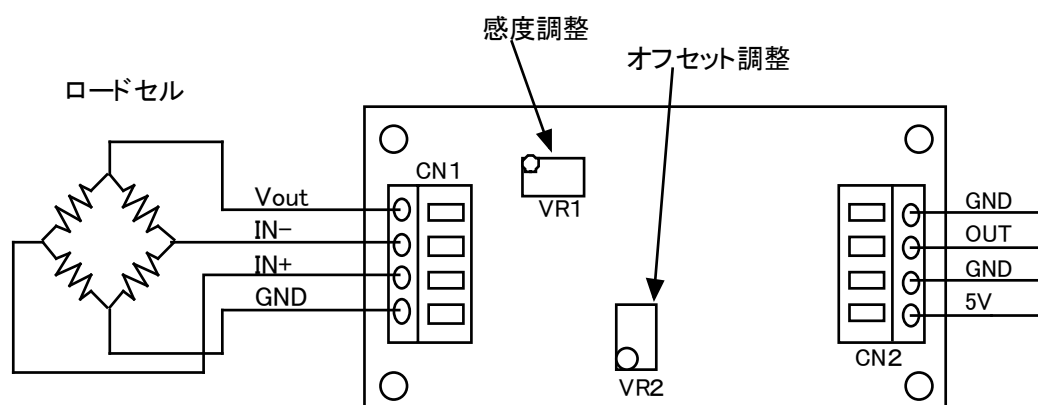 感度調整
オフセット調整
ロードセル
CN1
Vout
IN-
IN+
GND
VR1
VR2
GND
OUT
GND
5V
CN2